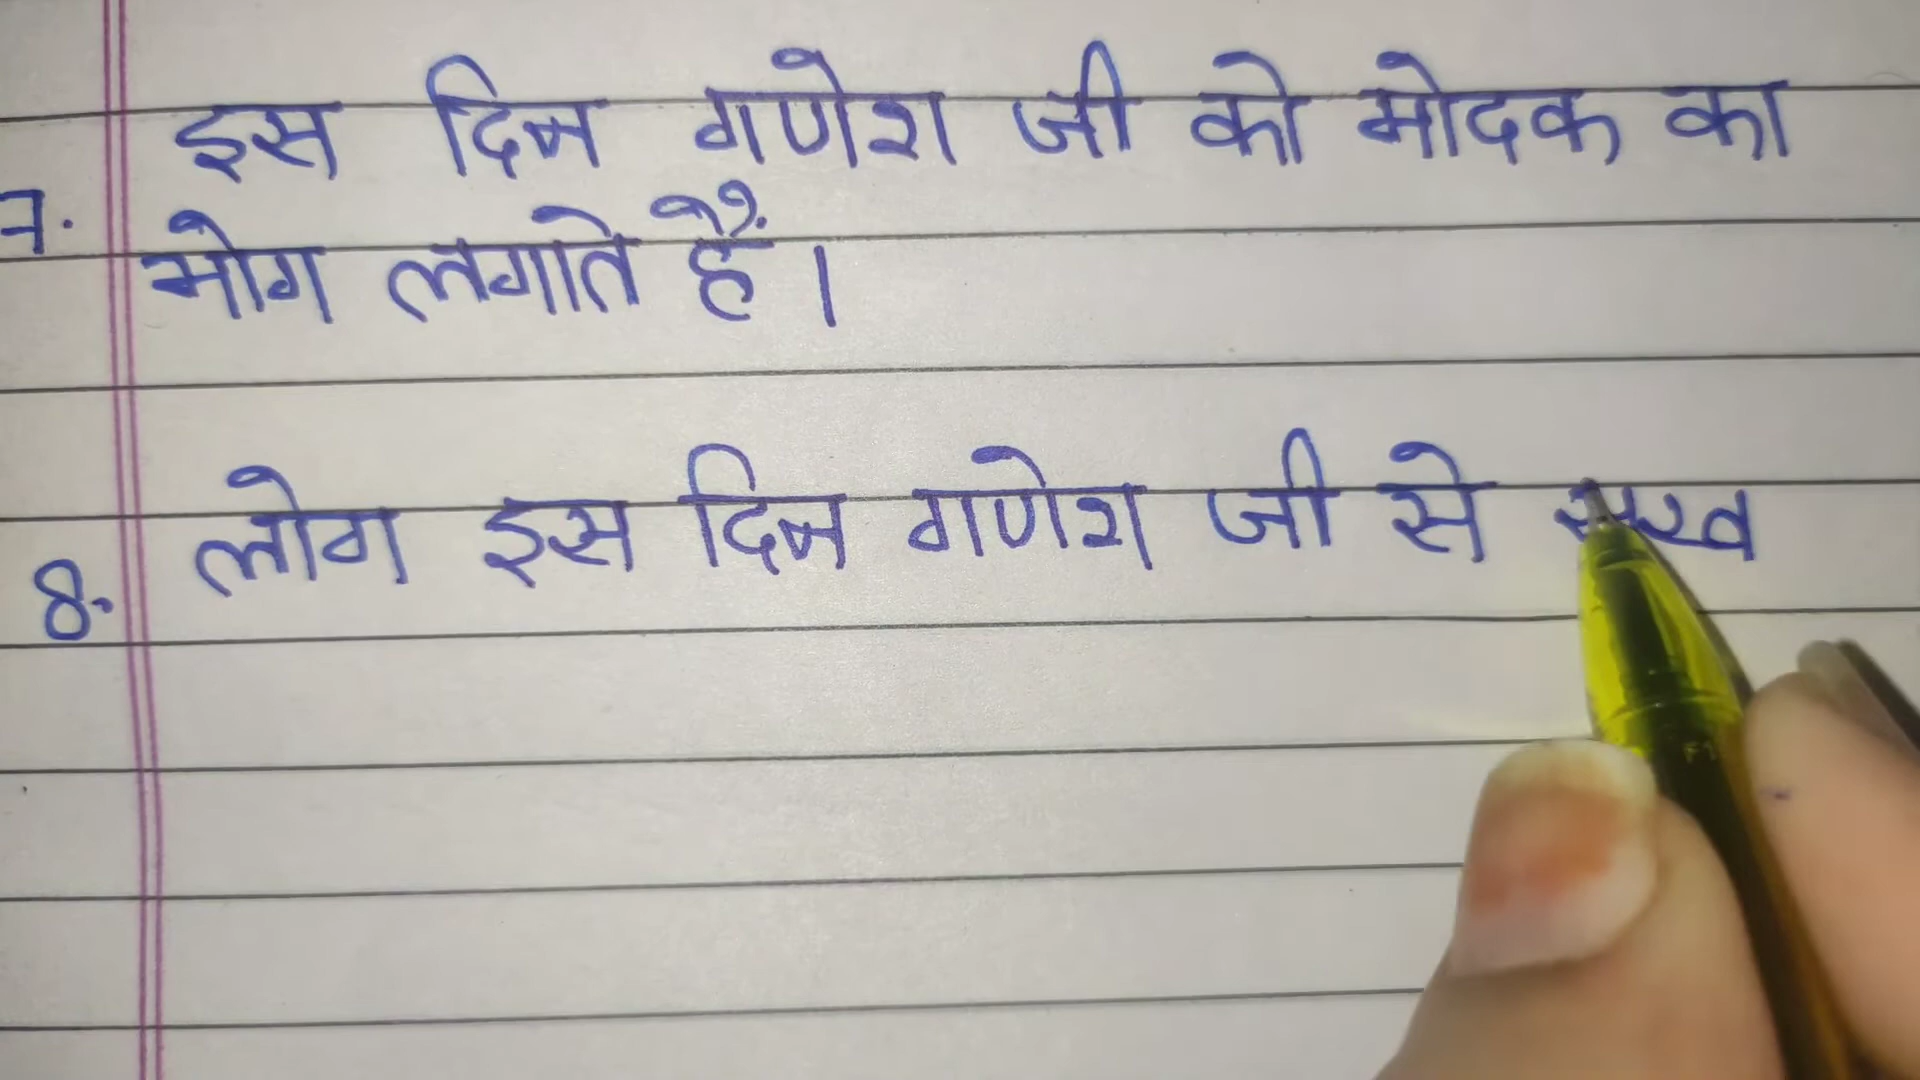 7. इस दिन गणेश जी को मोदक का
भोग लगाते हैं।
8. लोग इस दिन गणेश जी से